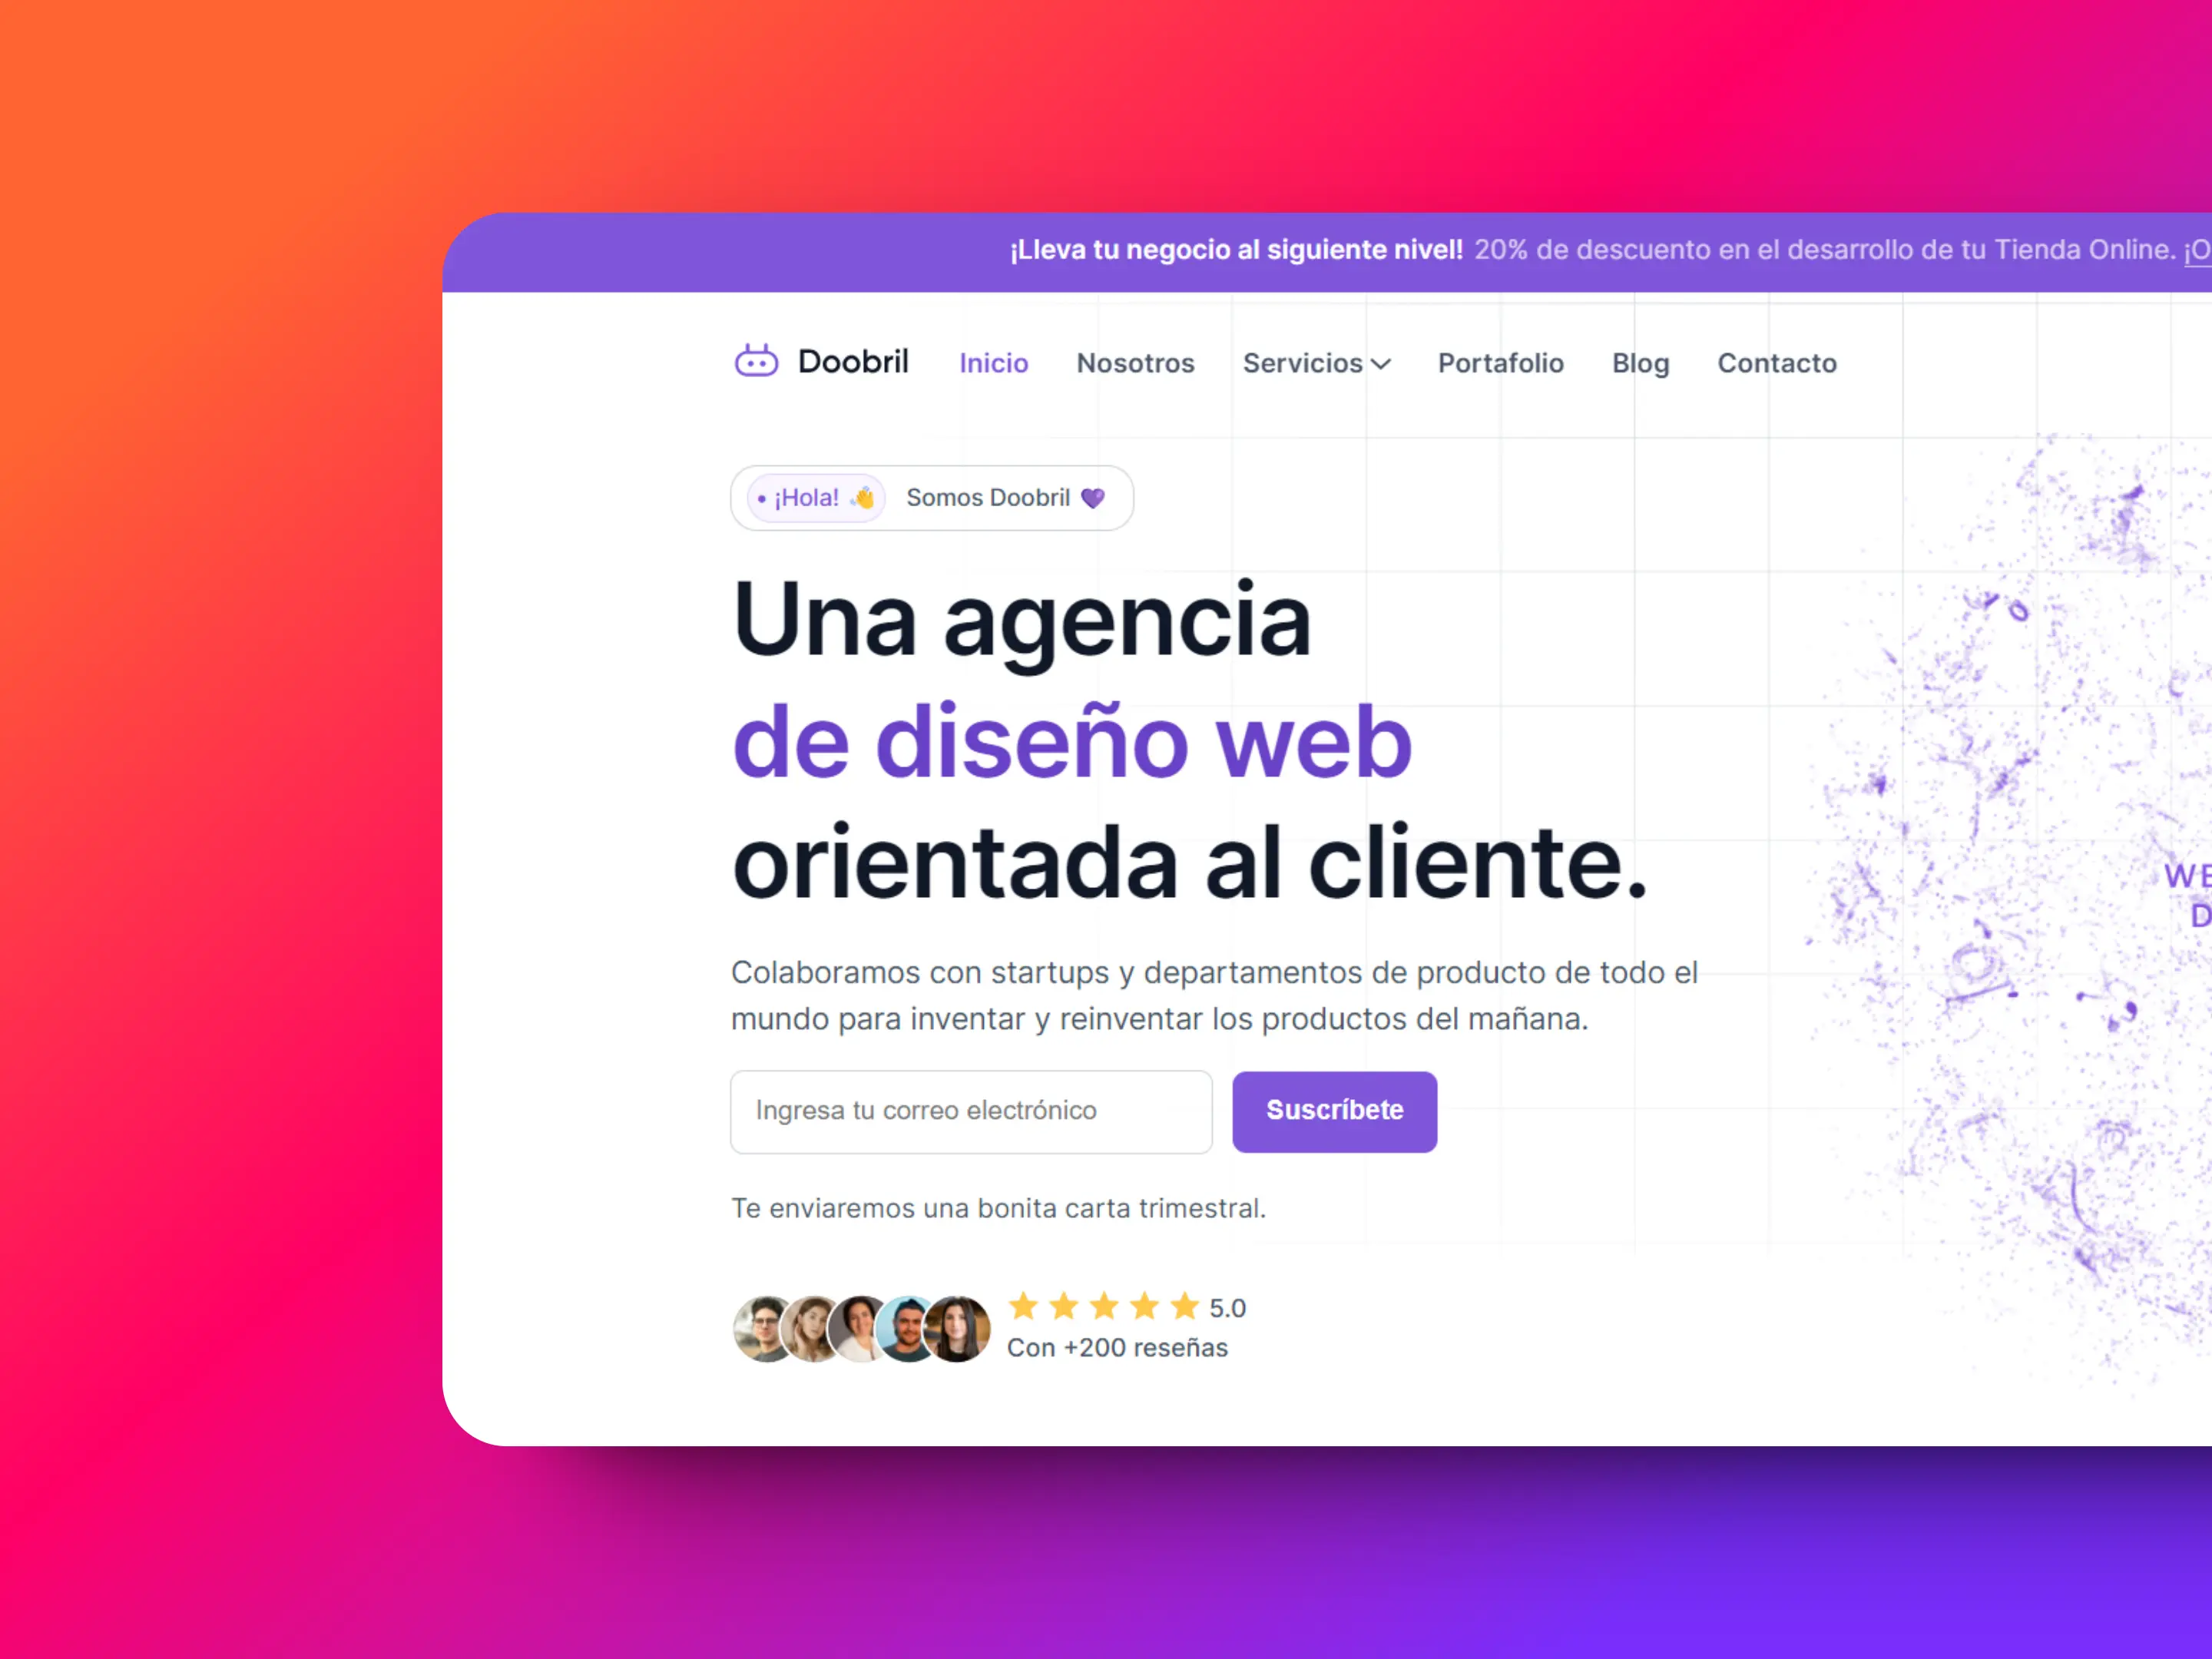 ¡Lleva tu negocio al siguiente nivel! 20% de descuento en el desarrollo de tu Tienda Online.
Doobril Inicio Nosotros Servicios Portafolio Blog Contacto
¡Hola! 👋 Somos Doobril 💜
Una agencia
de diseño web
orientada al cliente.
Colaboramos con startups y departamentos de producto de todo el
mundo para inventar y reinventar los productos del mañana.
Ingresa tu correo electrónico Suscríbete
Te enviaremos una bonita carta trimestral.
5.0
Con +200 reseñas